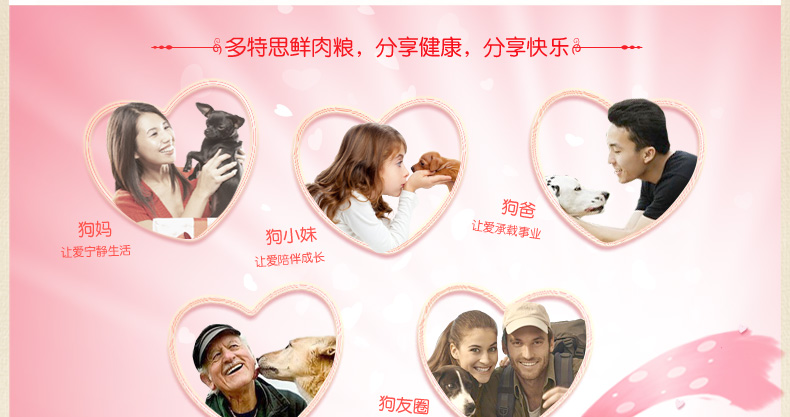 多特思鲜肉粮，分享健康，分享快乐
狗妈
让爱宁静生活
狗小妹
让爱陪伴成长
狗爸
让爱承载事业
狗友圈